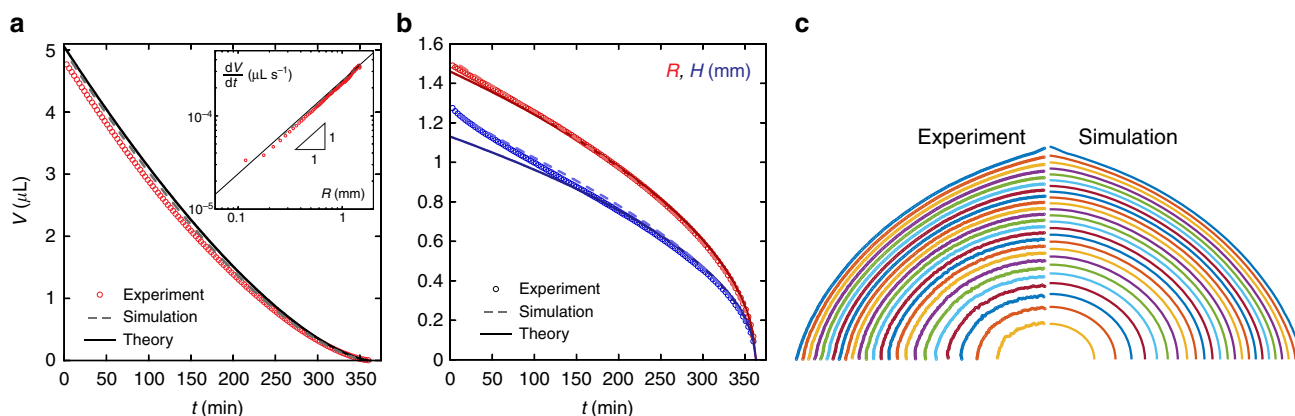 a
5
4
3
2
1
0
V (μL)
0 50 100 150 200 250 300 350
t (min)
Experiment
Simulation
Theory
dV
dt
(μL s⁻¹)
10⁻⁴
10⁻⁵
1
1
R (mm)
0.1 1
b
1.6
1.4
1.2
1
0.8
0.6
0.4
0.2
0
0 50 100 150 200 250 300 350
t (min)
R, H (mm)
Experiment
Simulation
Theory
c
Experiment Simulation